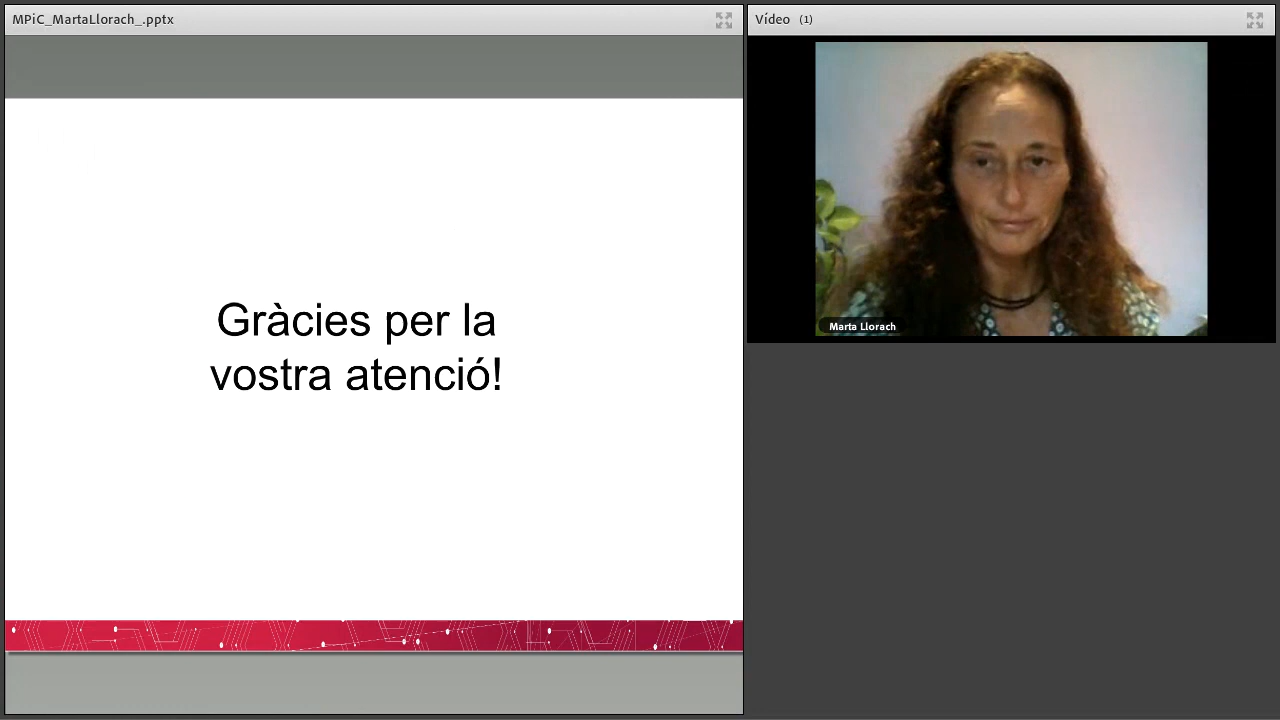 MPiC_MartaLlorach_.pptx
Vídeo (1)
Gràcies per la
vostra atenció!
Marta Llorach